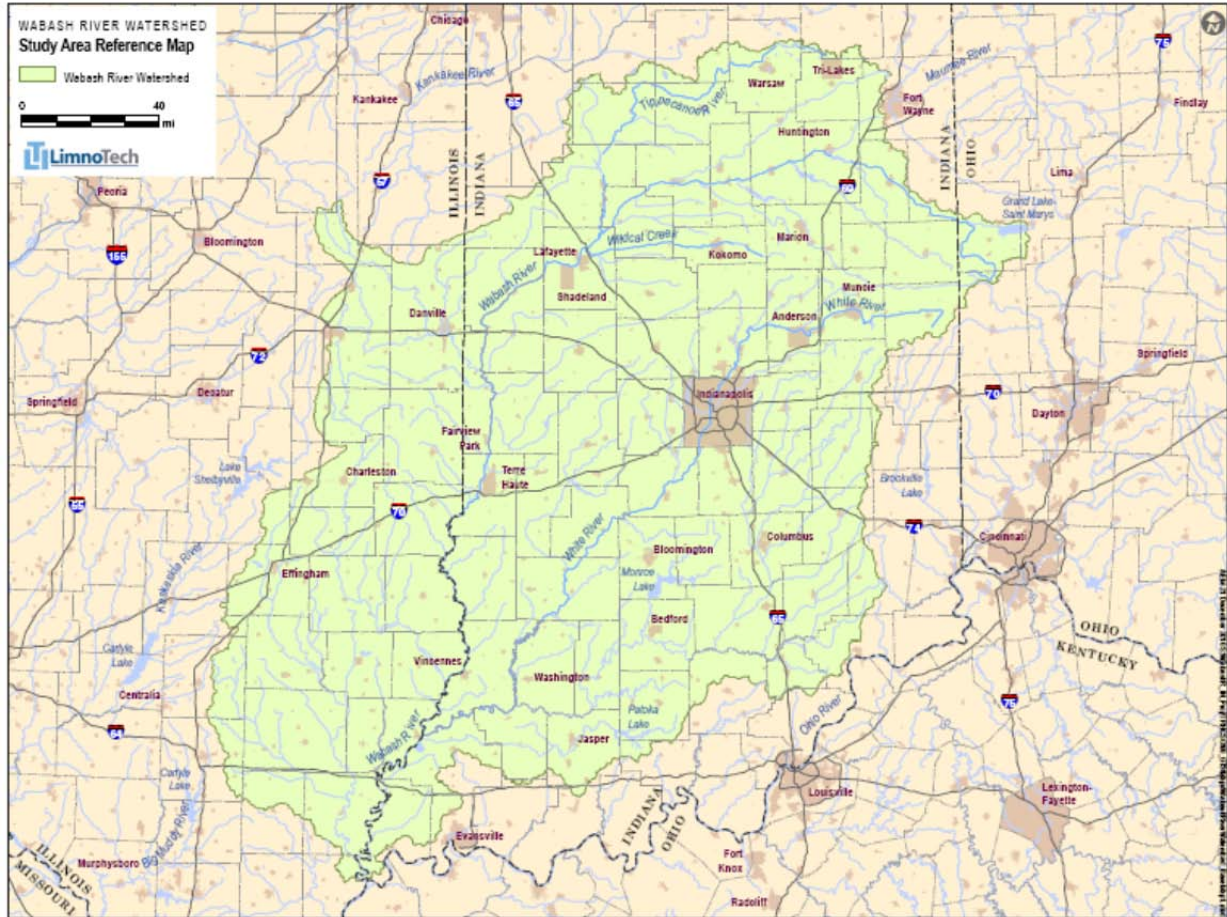 WABASH RIVER WATERSHED
Study Area Reference Map
Wabash River Watershed
0 40
mi
LimnoTech
Chicago
Kankakee River
Kankakee
65
57
ILLINOIS
INDIANA
Warsaw
Tri-Lakes
Tippecanoe River
Fort
Wayne
Maumee River
75
Findlay
Huntington
69
INDIANA
OHIO
Lima
Grand Lake-
Saint Marys
Peoria
Bloomington
155
Lafayette
Wildcat Creek
Kokomo
Marion
Wabash River
Shadeland
Munoie
White River
Anderson
Danville
72
Springfield
Decatur
Indianapolis
70
Springfield
Dayton
Fairview
Park
Lake
Shelbyville
Charleston
Terre
Haute
55
70
Brookville
Lake
74
Cincinnati
White River
Bloomington
Columbus
Monroe
Lake
Kaskaskia River
Effingham
Bedford
65
OHIO
KENTUCKY
Carlyle
Lake
Vincennes
Washington
Centralia
Patoka
Lake
75
64
Wabash River
Jasper
Ohio River
Carlyle
Lake
Louisville
Lexington-
Fayette
Evansville
INDIANA
OHIO
Big Muddy River
Murphysboro
Fort
Knox
ILLINOIS
MISSOURI
Radcliff